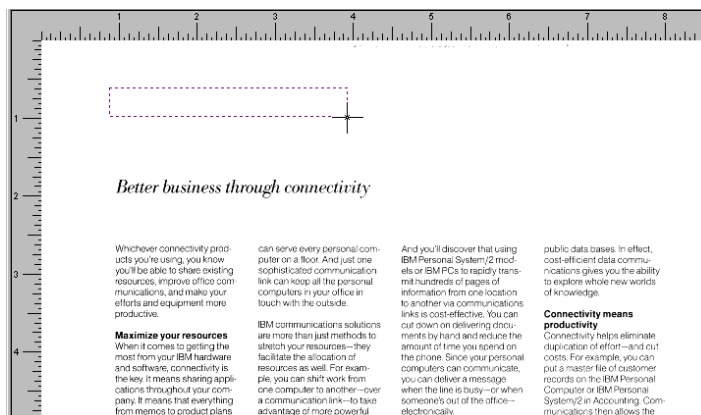 1 2 3 4 5 6 7 8
1
2
3
4
Better business through connectivity
Whichever connectivity prod-
ucts you're using, you know
you'll be able to share existing
resources, improve office com-
munications, and make your
efforts and equipment more
productive.
Maximize your resources
When it comes to getting the
most from your IBM hardware
and software, connectivity is
the key. It means sharing appli-
cations throughout your com-
pany. It means that everything
from memos to product plans
can serve every personal com-
puter on a floor. And just one
sophisticated communication
link can keep all the personal
computers in your office in
touch with the outside.
IBM communications solutions
are more than just methods to
stretch your resources—they
facilitate the allocation of
resources as well. For exam-
ple, you can shift work from
one computer to another—over
a communication link—to take
advantage of more powerful
And you'll discover that using
IBM Personal System/2 mod-
els or IBM PCs to rapidly trans-
mit hundreds of pages of
information from one location
to another via communications
links is cost-effective. You can
cut down on delivering docu-
ments by hand and reduce the
amount of time you spend on
the phone. Since your personal
computers can communicate,
you can deliver a message
when the line is busy—or when
someone's out of the office—
electronically.
public data bases. In effect,
cost-efficient data commu-
nications gives you the ability
to explore whole new worlds
of knowledge.
Connectivity means
productivity
Connectivity helps eliminate
duplication of effort—and cut
costs. For example, you can
put a master file of customer
records on the IBM Personal
Computer or IBM Personal
System/2 in Accounting. Com-
munications then allows the